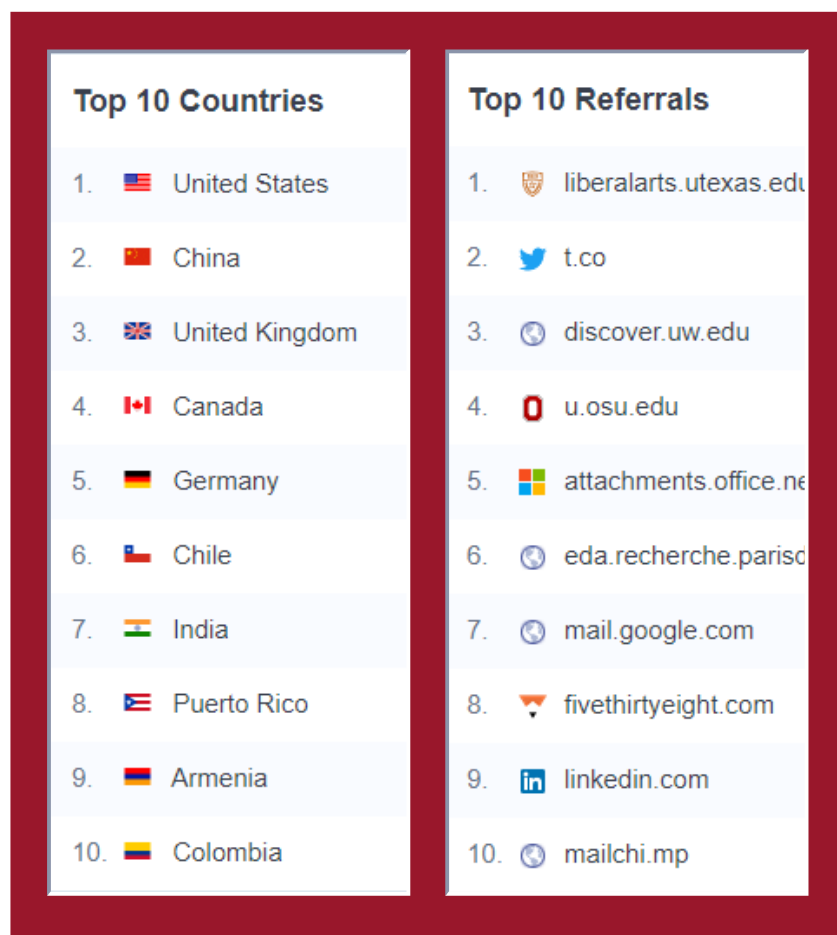 Top 10 Countries
1. United States
2. China
3. United Kingdom
4. Canada
5. Germany
6. Chile
7. India
8. Puerto Rico
9. Armenia
10. Colombia
Top 10 Referrals
1. liberalarts.utexas.edu
2. t.co
3. discover.uw.edu
4. u.osu.edu
5. attachments.office.ne
6. eda.recherche.parisd
7. mail.google.com
8. fivethirtyeight.com
9. in linkedin.com
10. mailchi.mp